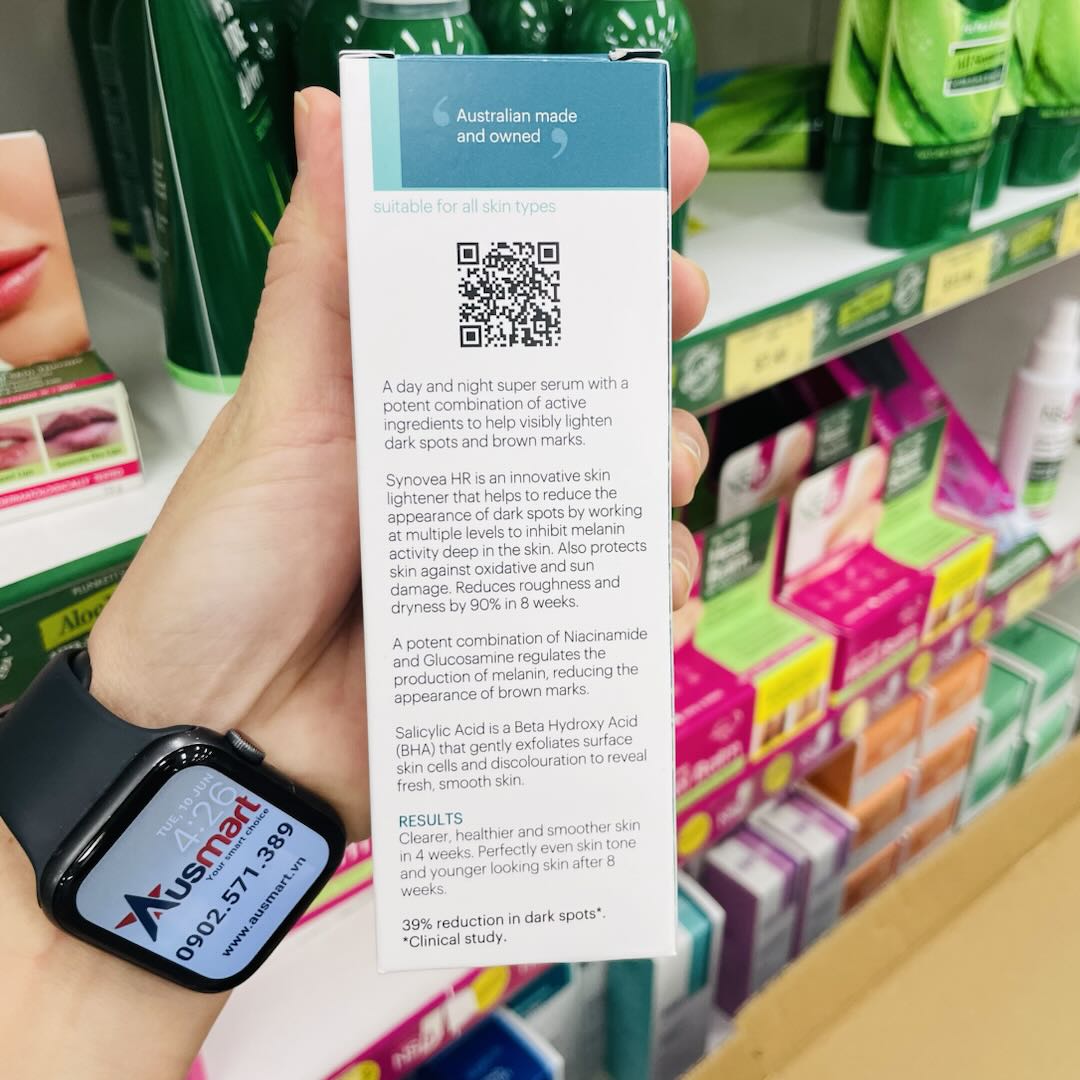 Australian made
and owned
suitable for all skin types
A day and night super serum with a
potent combination of active
ingredients to help visibly lighten
dark spots and brown marks.
Synovea HR is an innovative skin
lightener that helps to reduce the
appearance of dark spots by working
at multiple levels to inhibit melanin
activity deep in the skin. Also protects
skin against oxidative and sun
damage. Reduces roughness and
dryness by 90% in 8 weeks.
A potent combination of Niacinamide
and Glucosamine regulates the
production of melanin, reducing the
appearance of brown marks.
Salicylic Acid is a Beta Hydroxy Acid
(BHA) that gently exfoliates surface
skin cells and discolouration to reveal
fresh, smooth skin.
RESULTS
Clearer, healthier and smoother skin
in 4 weeks. Perfectly even skin tone
and younger looking skin after 8
weeks.
39% reduction in dark spots*.
*Clinical study.
TUE, 10 JUN
4:26
Ausmart
Your smart choice
0902.571.389
www.ausmart.vn
DERMATOLOGICALLY TESTED